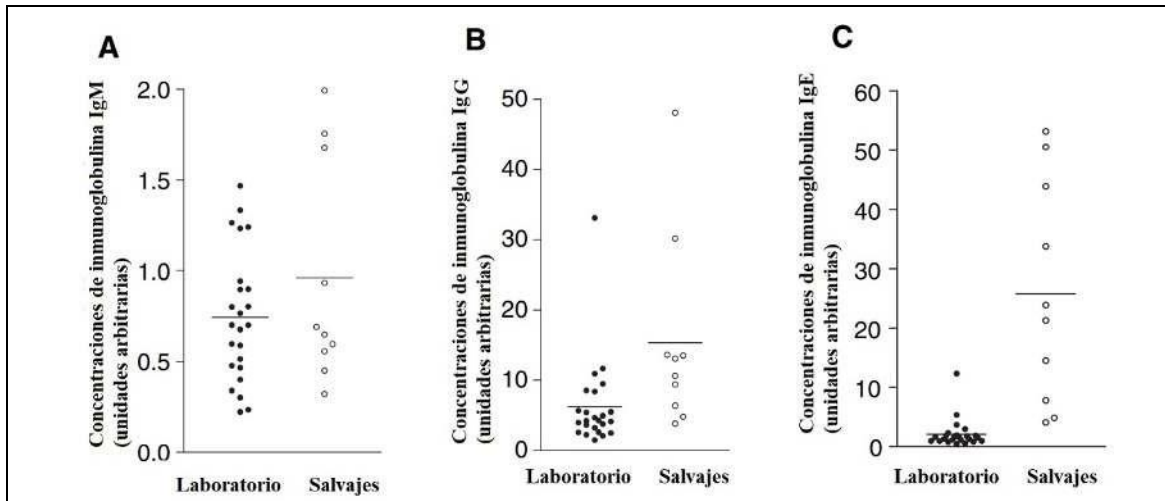 A
Concentraciones de inmunoglobulina IgM
(unidades arbitrarias)
2.0
1.5
1.0
0.5
0.0
Laboratorio Salvajes
B
Concentraciones de inmunoglobulina IgG
(unidades arbitrarias)
50
40
30
20
10
0
Laboratorio Salvajes
C
Concentraciones de inmunoglobulina IgE
(unidades arbitrarias)
60
50
40
30
20
10
0
Laboratorio Salvajes